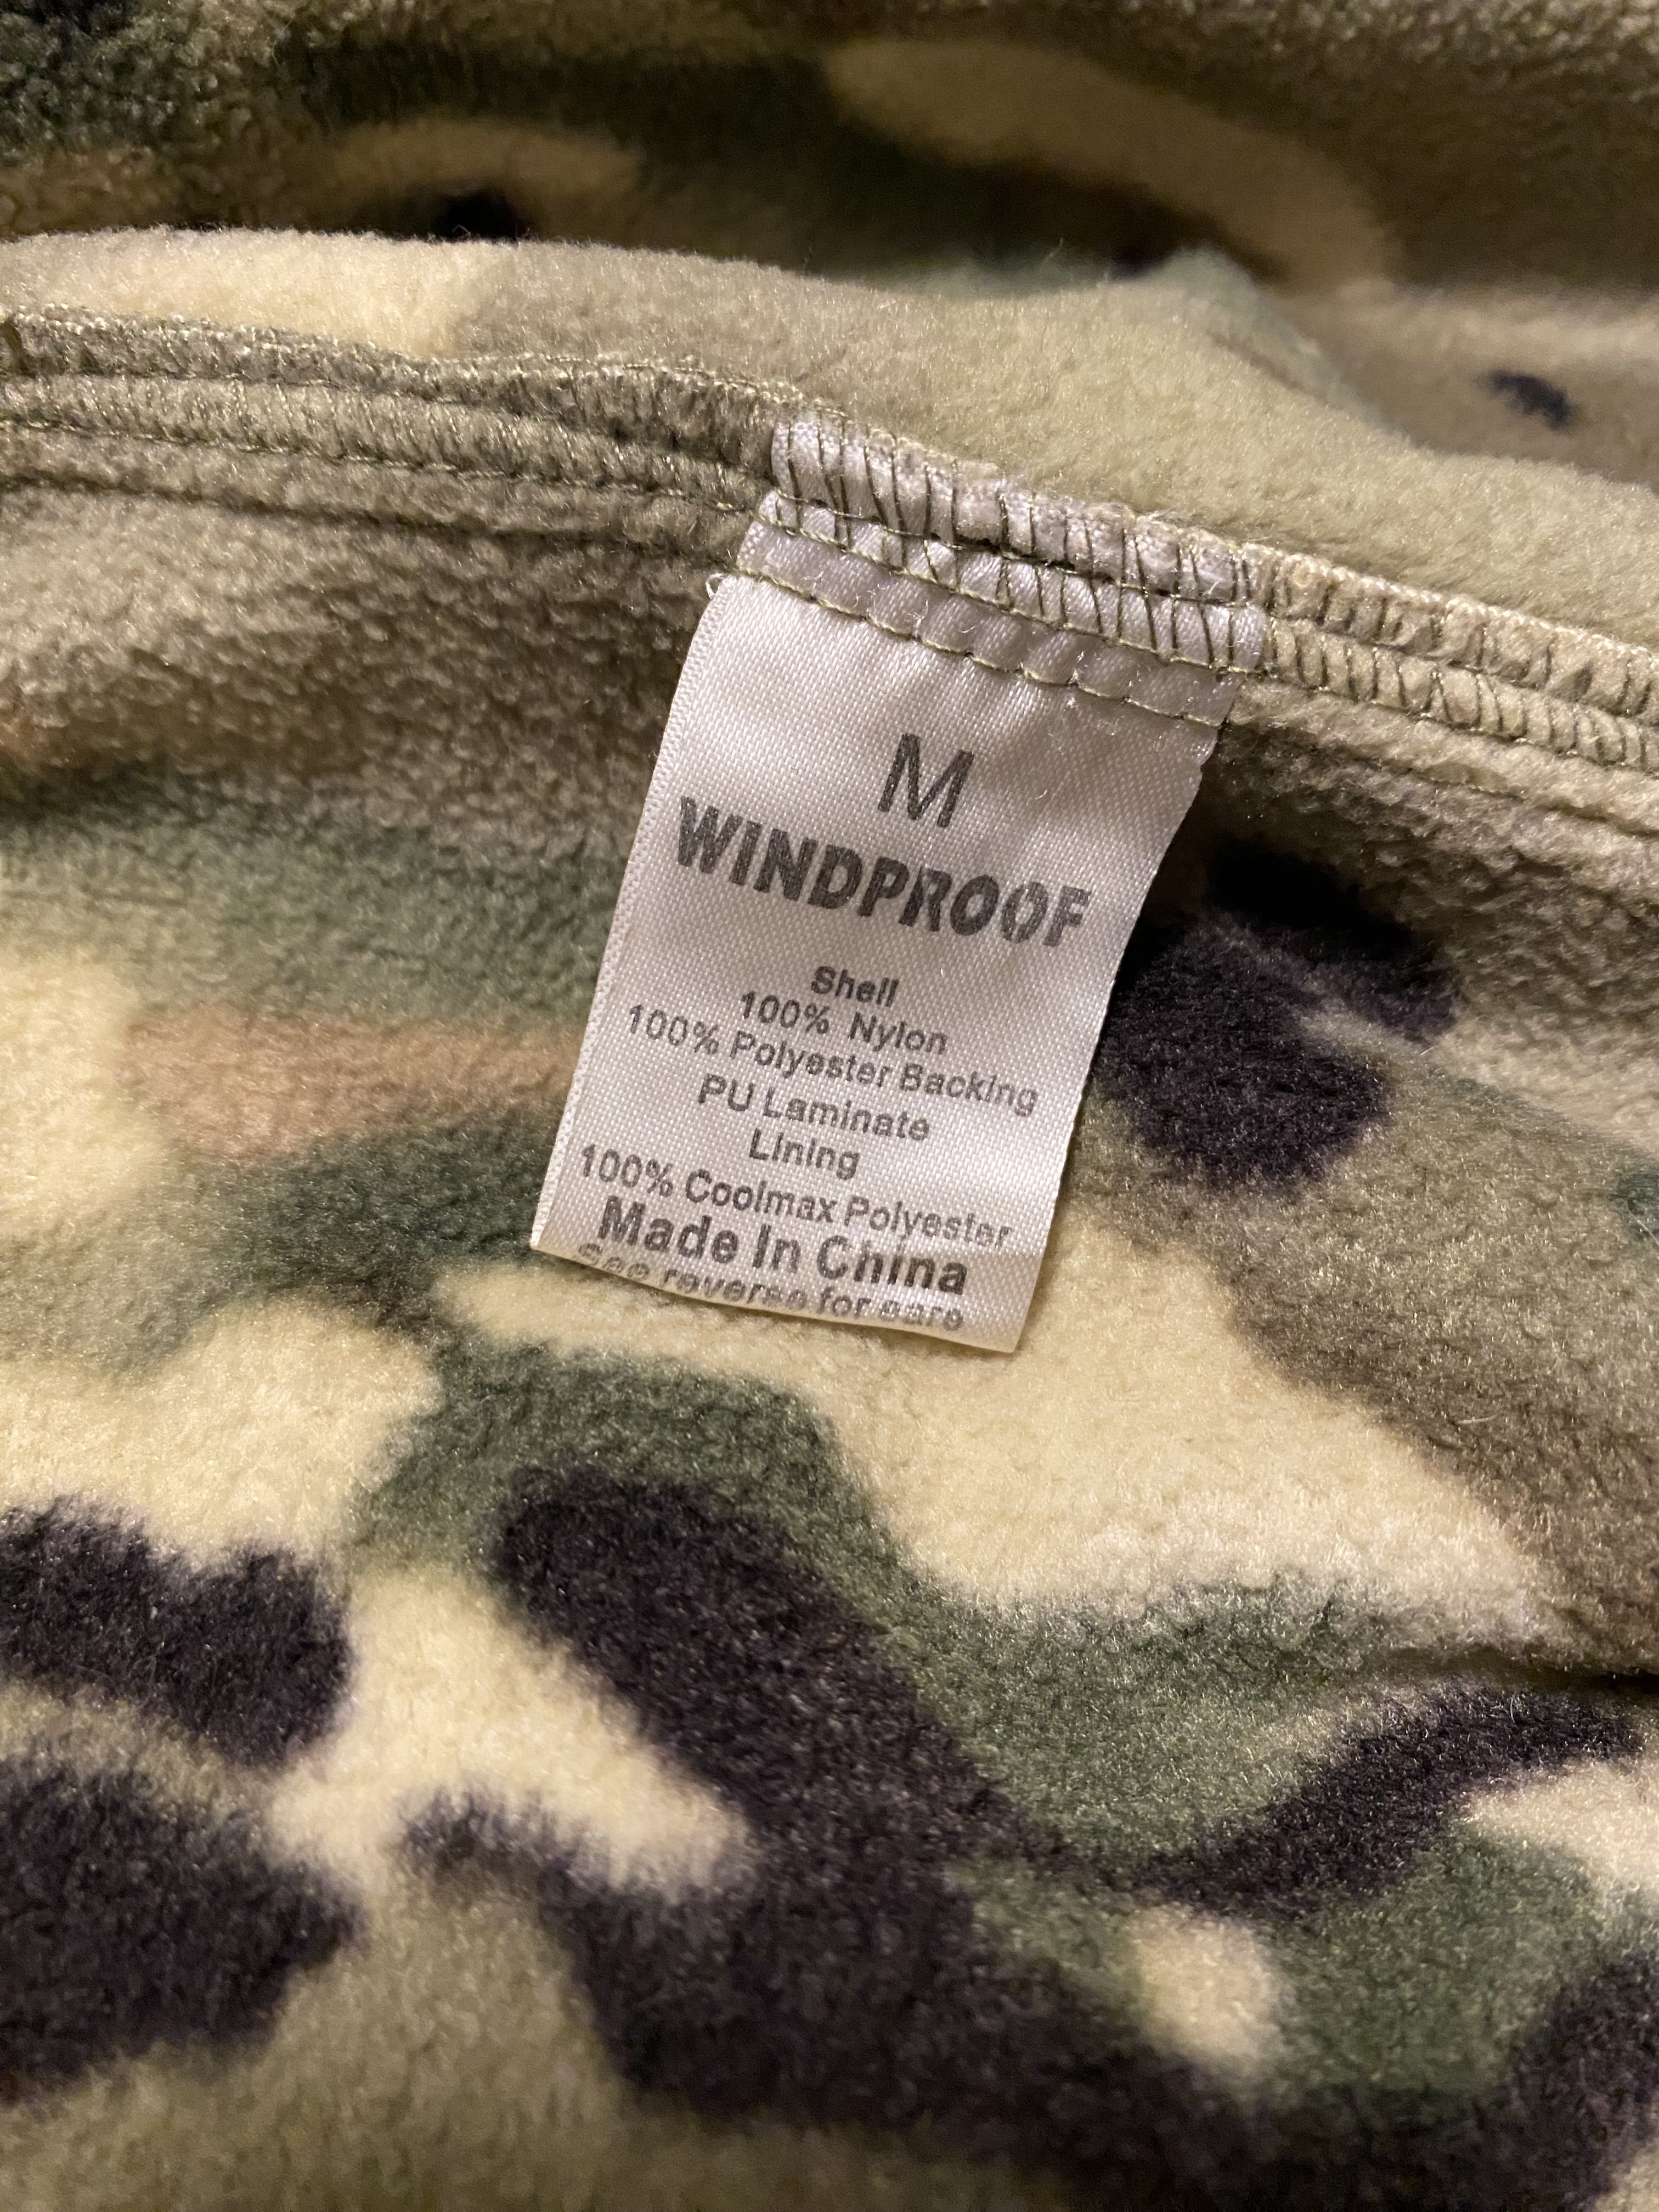 M
WINDPROOF
Shell
100% Nylon
100% Polyester Backing
PU Laminate
Lining
100% Coolmax Polyester
Made In China
See reverse for care